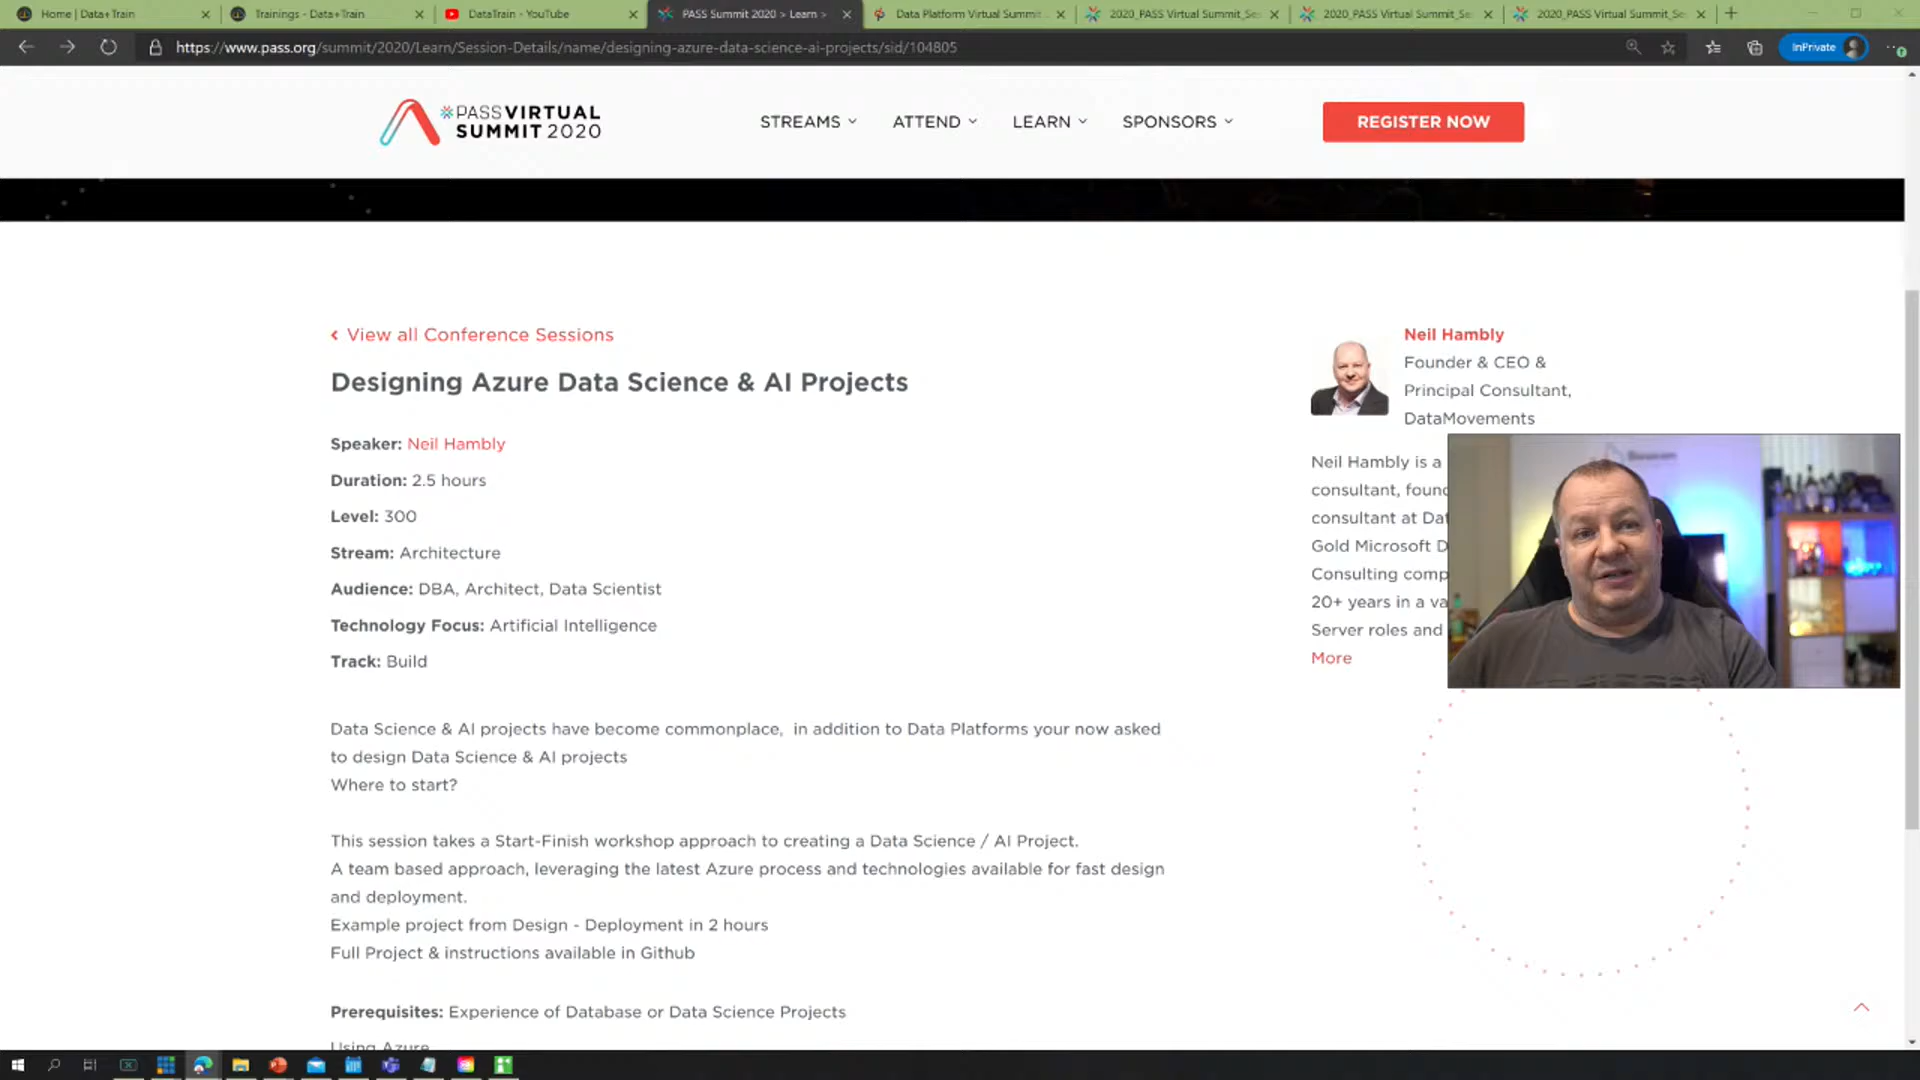 Home | Data+Train
Trainings - Data+Train
DataTrain - YouTube
PASS Summit 2020 > Learn >
Data Platform Virtual Summit
2020_PASS Virtual Summit_Se
2020_PASS Virtual Summit_Se
2020_PASS Virtual Summit_Se
https://www.pass.org/summit/2020/Learn/Session-Details/name/designing-azure-data-science-ai-projects/sid/104805
InPrivate
PASS VIRTUAL
SUMMIT 2020
STREAMS
ATTEND
LEARN
SPONSORS
REGISTER NOW
View all Conference Sessions
Designing Azure Data Science & AI Projects
Speaker: Neil Hambly
Duration: 2.5 hours
Level: 300
Stream: Architecture
Audience: DBA, Architect, Data Scientist
Technology Focus: Artificial Intelligence
Track: Build
Data Science & AI projects have become commonplace, in addition to Data Platforms your now asked
to design Data Science & AI projects
Where to start?
This session takes a Start-Finish workshop approach to creating a Data Science / AI Project.
A team based approach, leveraging the latest Azure process and technologies available for fast design
and deployment.
Example project from Design - Deployment in 2 hours
Full Project & instructions available in Github
Prerequisites: Experience of Database or Data Science Projects
Using Azure
Neil Hambly
Founder & CEO &
Principal Consultant,
DataMovements
Neil Hambly is a
consultant, found
consultant at Dat
Gold Microsoft D
Consulting comp
20+ years in a va
Server roles and
More